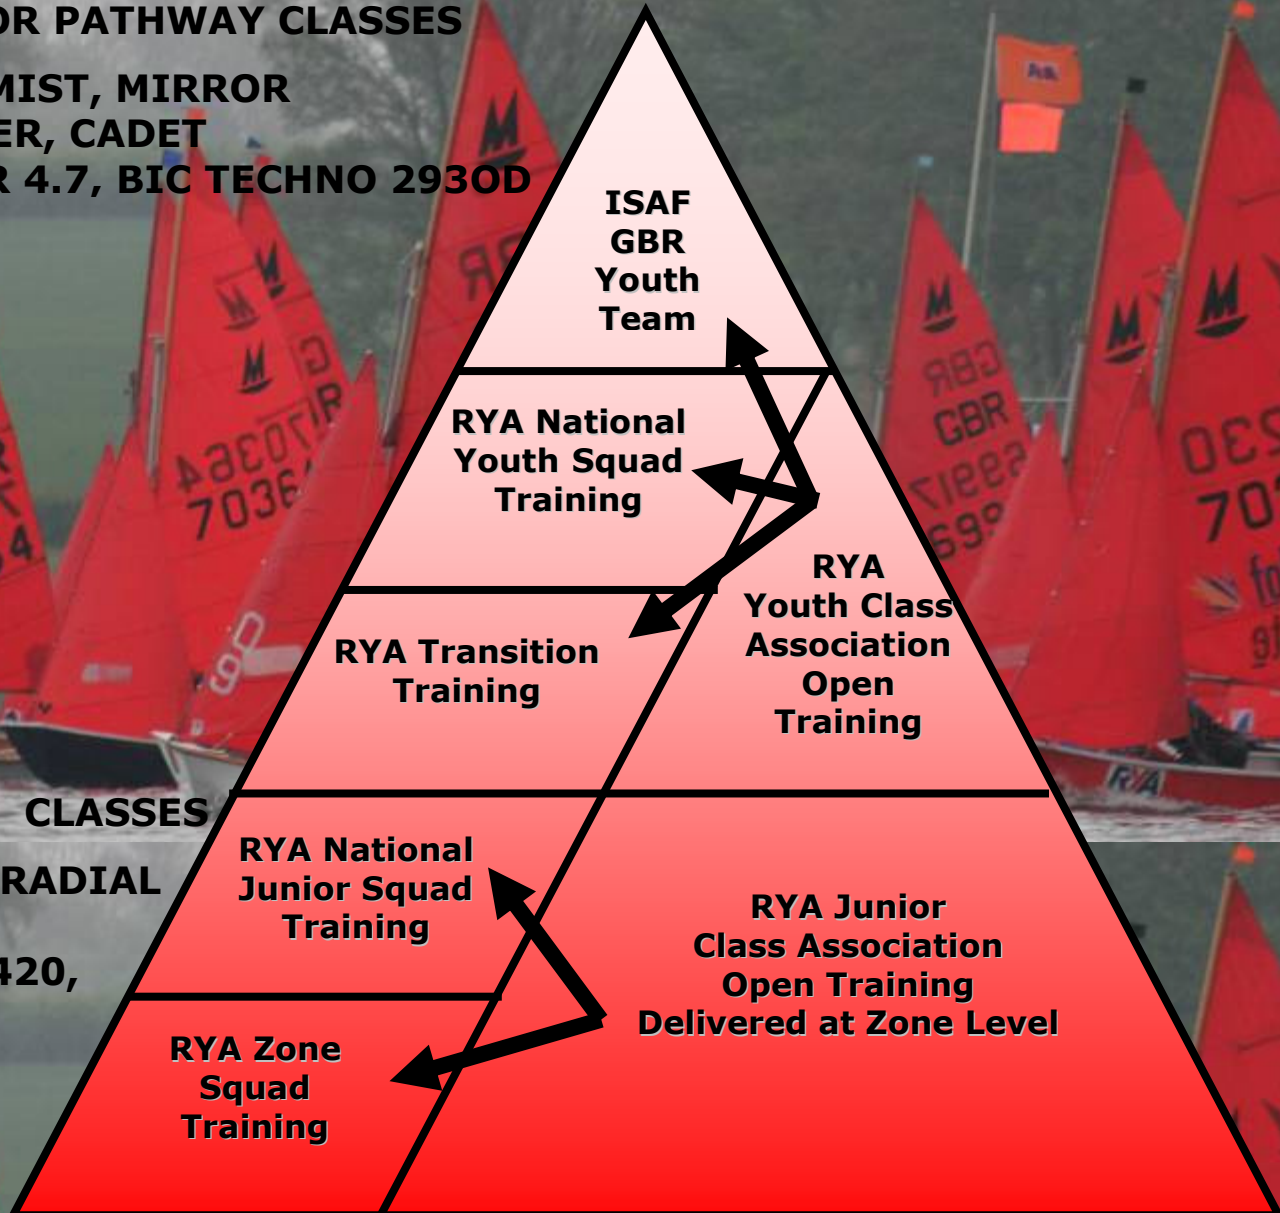 OR PATHWAY CLASSES
MIST, MIRROR
ER, CADET
R 4.7, BIC TECHNO 293OD
ISAF
GBR
Youth
Team
RYA National
Youth Squad
Training
RYA
Youth Class
Association
Open
Training
RYA Transition
Training
CLASSES
RADIAL
420,
RYA National
Junior Squad
Training
RYA Junior
Class Association
Open Training
Delivered at Zone Level
RYA Zone
Squad
Training
GBR
RYA